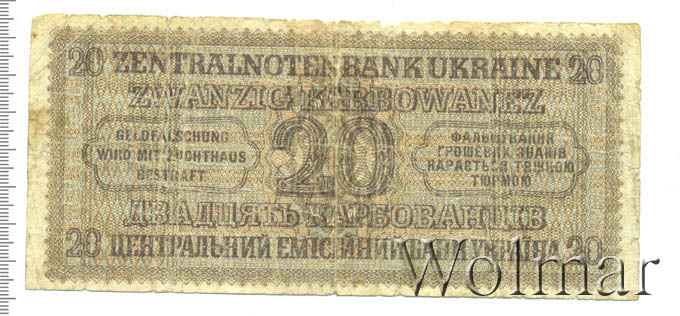 20 ZENTRALNOTENBANK UKRAINE 20
ZWANZIG KARBOWANEZ
GELDFALSCHUNG
WIRD MIT ZUCHTHAUS
BESTRAFT
20
ФАЛЬШУВАННЯ
ГРОШЕВИХ ЗНАКІВ
КАРАЄТЬСЯ ТЯЖКОЮ
ТЮРМОЮ
ДВАДЦЯТЬ КАРБОВАНЦІВ
20 ЦЕНТРАЛЬНИЙ ЕМІСІЙНИЙ БАНК УКРАЇНА 20
Wolmar